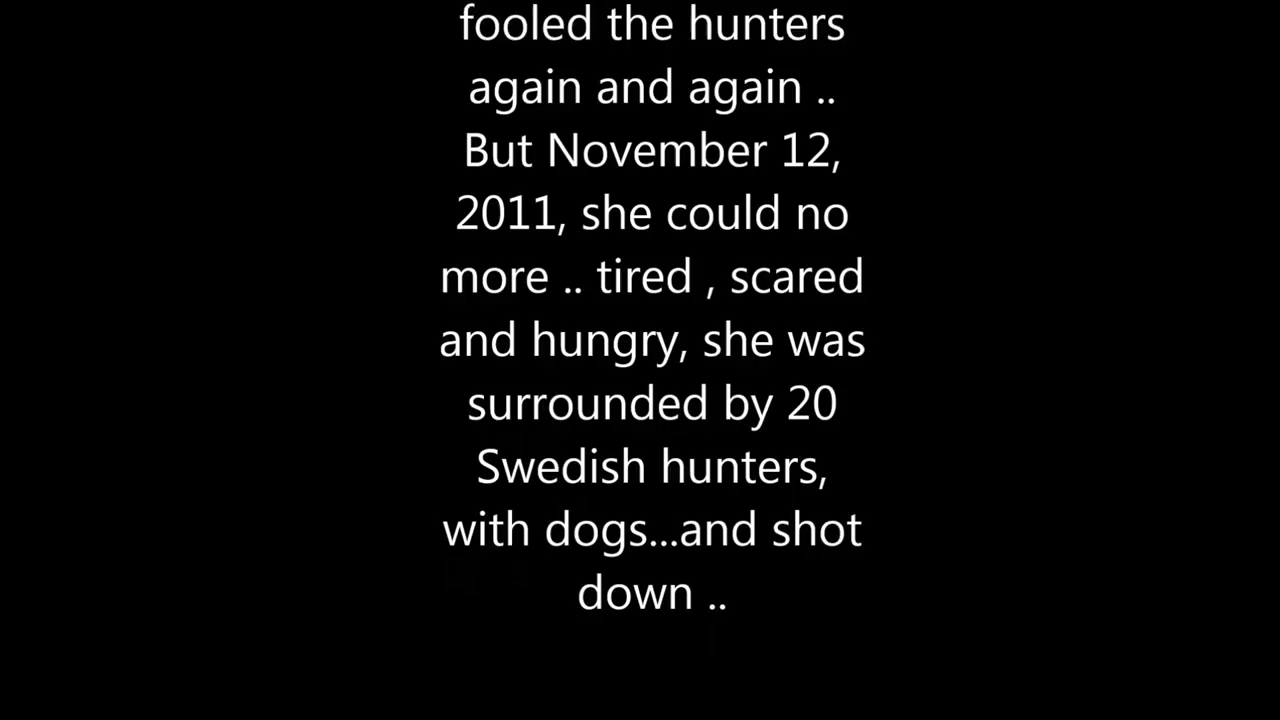 fooled the hunters
again and again ..
But November 12,
2011, she could no
more .. tired , scared
and hungry, she was
surrounded by 20
Swedish hunters,
with dogs...and shot
down ..